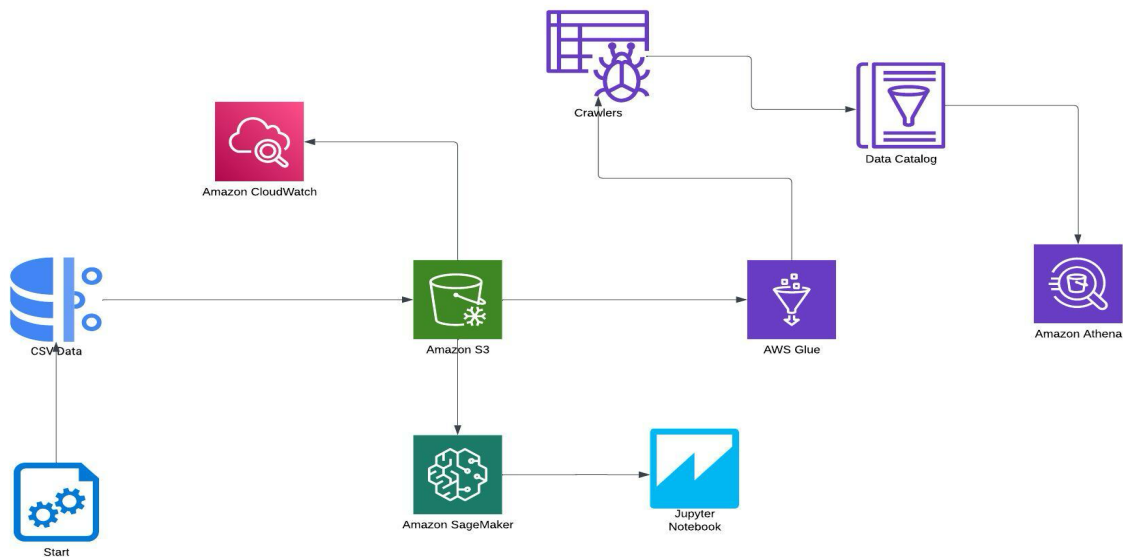 Crawlers
Data Catalog
Amazon CloudWatch
CSV Data
Amazon S3
AWS Glue
Amazon Athena
Amazon SageMaker
Jupyter
Notebook
Start